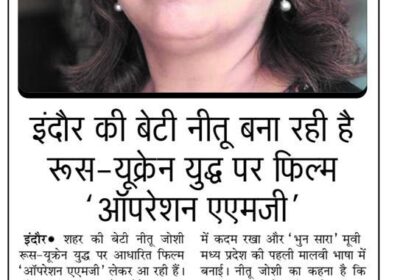 इंदौर की बेटी नीतू बना रही है
रूस-यूक्रेन युद्ध पर फिल्म
‘ऑपरेशन एएमजी’
इंदौर● शहर की बेटी नीतू जोशी
रूस-यूक्रेन युद्ध पर आधारित फिल्म
‘ऑपरेशन एएमजी’ लेकर आ रही हैं।
में कदम रखा और ‘भुन सारा’ मूवी
मध्य प्रदेश की पहली मालवी भाषा में
बनाई। नीतू जोशी का कहना है कि